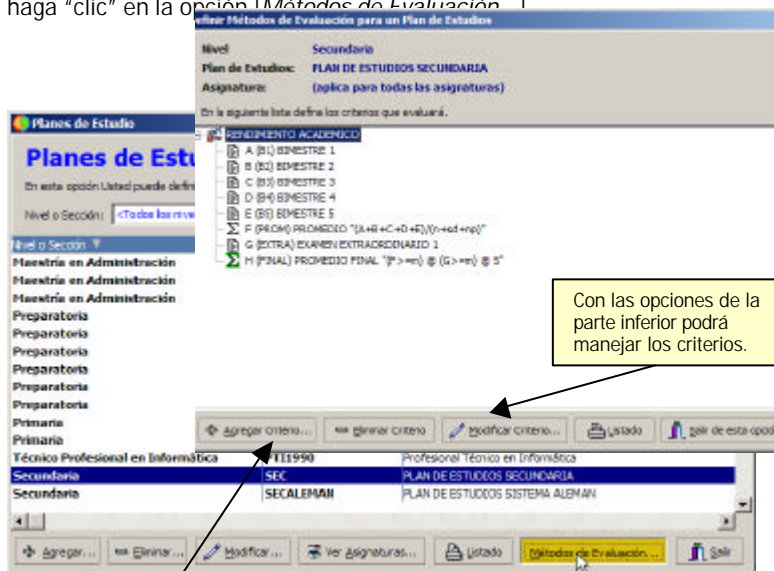 haga "clic" en la opción [Métodos de Evaluación...]
Definir Métodos de Evaluación para un Plan de Estudios
Nivel Secundaria
Plan de Estudios: PLAN DE ESTUDIOS SECUNDARIA
Asignatura: (aplica para todas las asignaturas)
En la siguiente lista defina los criterios que evaluará.
RENDIMIENTO ACADEMICO
A (B1) BIMESTRE 1
B (B2) BIMESTRE 2
C (B3) BIMESTRE 3
D (B4) BIMESTRE 4
E (B5) BIMESTRE 5
F (PROM) PROMEDIO "(A+B+C+D+E)/(n+sd+np)"
G (EXTRA) EXAMEN EXTRAORDINARIO 1
H (FINAL) PROMEDIO FINAL "(F>=m) @ (G>=m) @ 5"
Con las opciones de la
parte inferior podrá
manejar los criterios.
Agregar Criterio... Eliminar Criterio Modificar Criterio... Listado Salir de esta opció
Planes de Estudio
Planes de Estu
En esta opción Usted puede defin
Nivel o Sección: <Todos los nive
Nivel o Sección
Maestría en Administración
Maestría en Administración
Maestría en Administración
Preparatoria
Preparatoria
Preparatoria
Preparatoria
Preparatoria
Preparatoria
Primaria
Primaria
Técnico Profesional en Informática PTI1990 Profesional Técnico en Informática
Secundaria SEC PLAN DE ESTUDIOS SECUNDARIA
Secundaria SECALEMAN PLAN DE ESTUDIOS SISTEMA ALEMAN
Agregar... Eliminar... Modificar... Ver Asignaturas... Listado Métodos de Evaluación... Salir